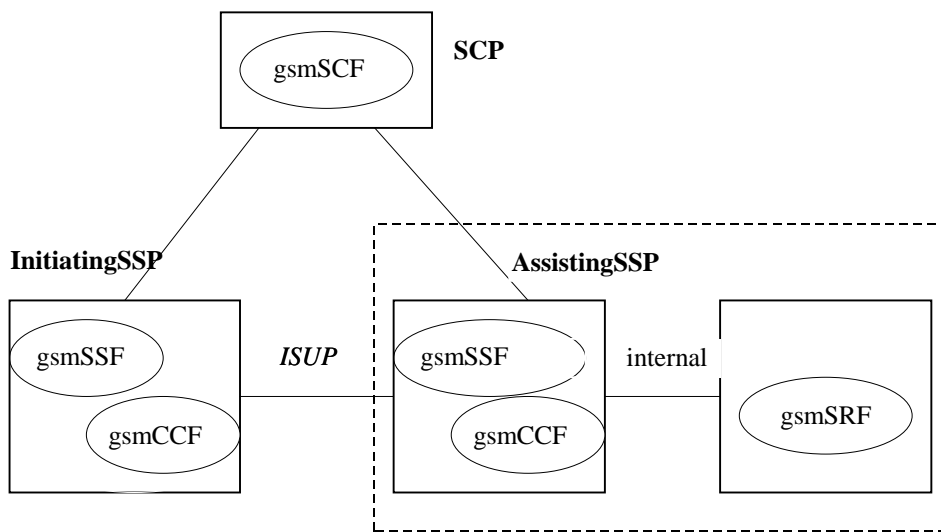 SCP
gsmSCF
InitiatingSSP
AssistingSSP
gsmSSF
ISUP
gsmSSF
internal
gsmCCF
gsmCCF
gsmSRF